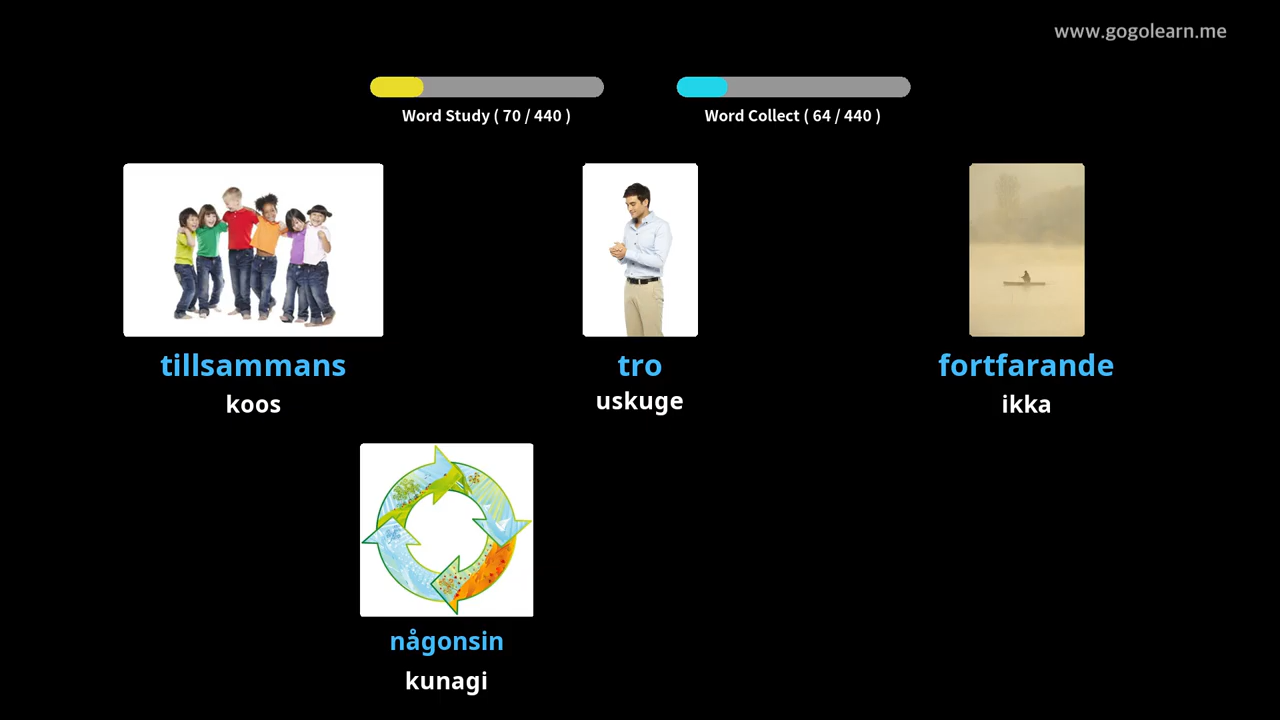 www.gogolearn.me
Word Study ( 70 / 440 )
Word Collect ( 64 / 440 )
tillsammans
koos
tro
uskuge
fortfarande
ikka
någonsin
kunagi